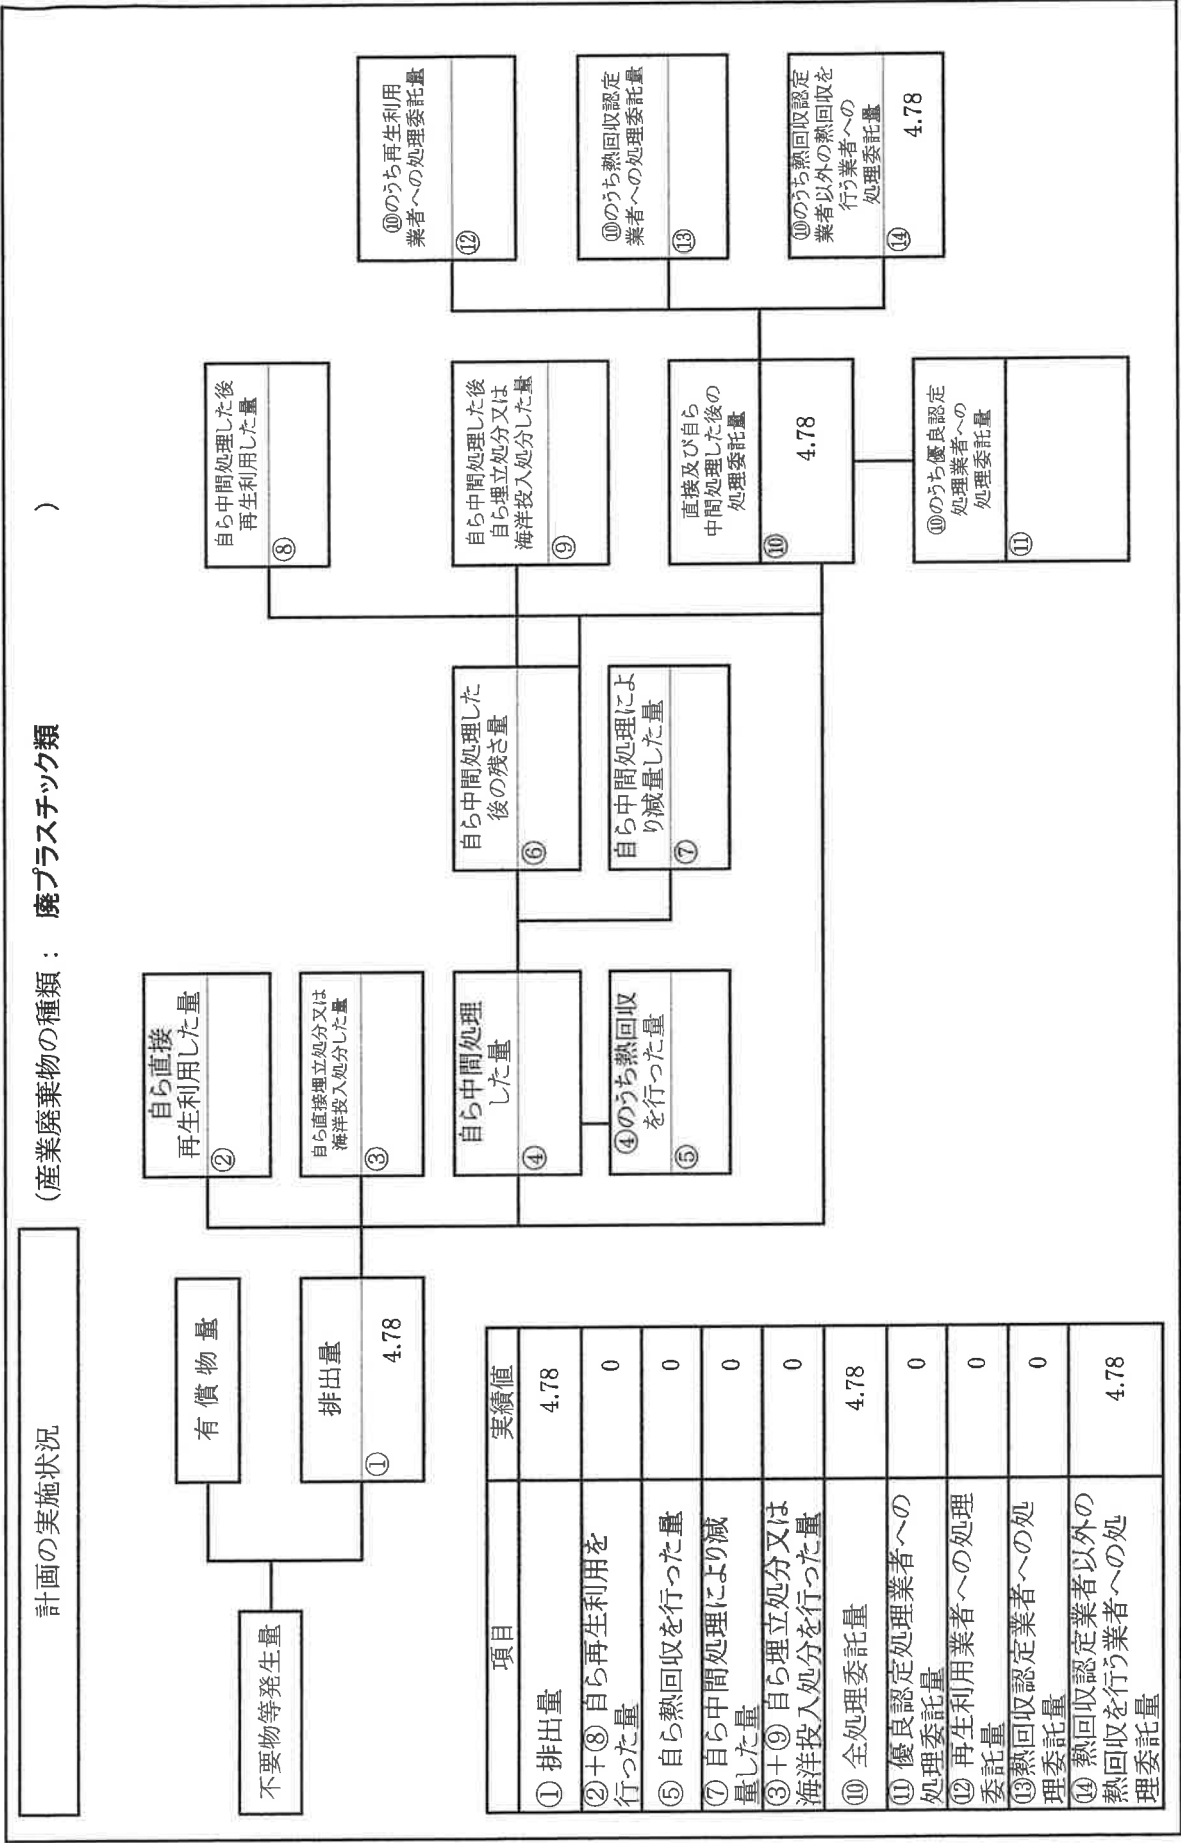 計画の実施状況
(産業廃棄物の種類： 廃プラスチック類 )
不要物等発生量
有償物量
排出量
① 4.78
自ら直接
再生利用した量
②
自ら直接埋立処分又は
海洋投入処分した量
③
自ら中間処理
した量
④
④のうち熱回収
を行った量
⑤
自ら中間処理した
後の残さ量
⑥
自ら中間処理によ
り減量した量
⑦
自ら中間処理した後
再生利用した量
⑧
自ら中間処理した後
自ら埋立処分又は
海洋投入処分した量
⑨
直接及び自ら
中間処理した後の
処理委託量
⑩ 4.78
⑩のうち優良認定
処理業者への
処理委託量
⑪
⑩のうち再生利用
業者への処理委託量
⑫
⑩のうち熱回収認定
業者への処理委託量
⑬
⑩のうち熱回収認定
業者以外の熱回収を
行う業者への
処理委託量
⑭ 4.78
項目 実績値
① 排出量 4.78
②＋⑧ 自ら再生利用を
行った量 0
⑤ 自ら熱回収を行った量 0
⑦ 自ら中間処理により減
量した量 0
③＋⑨ 自ら埋立処分又は
海洋投入処分を行った量 0
⑩ 全処理委託量 4.78
⑪ 優良認定処理業者への
処理委託量 0
⑫ 再生利用業者への処理
委託量 0
⑬熱回収認定業者への処
理委託量 0
⑭ 熱回収認定業者以外の
熱回収を行う業者への処
理委託量 4.78